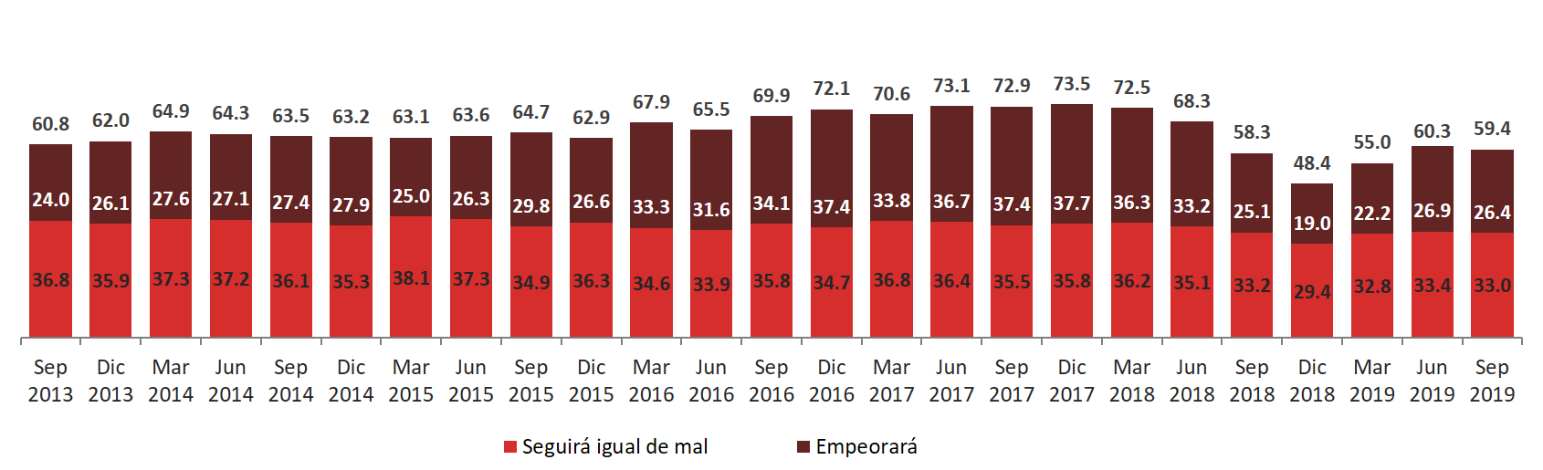 60.8 62.0 64.9 64.3 63.5 63.2 63.1 63.6 64.7 62.9 67.9 65.5 69.9 72.1 70.6 73.1 72.9 73.5 72.5 68.3 58.3 48.4 55.0 60.3 59.4
24.0 26.1 27.6 27.1 27.4 27.9 25.0 26.3 29.8 26.6 33.3 31.6 34.1 37.4 33.8 36.7 37.4 37.7 36.3 33.2 25.1 19.0 22.2 26.9 26.4
36.8 35.9 37.3 37.2 36.1 35.3 38.1 37.3 34.9 36.3 34.6 33.9 35.8 34.7 36.8 36.4 35.5 35.8 36.2 35.1 33.2 29.4 32.8 33.4 33.0
Sep Dic Mar Jun Sep Dic Mar Jun Sep Dic Mar Jun Sep Dic Mar Jun Sep Dic Mar Jun Sep Dic Mar Jun Sep
2013 2013 2014 2014 2014 2014 2015 2015 2015 2015 2016 2016 2016 2016 2017 2017 2017 2017 2018 2018 2018 2018 2019 2019 2019
Seguirá igual de mal Empeorará